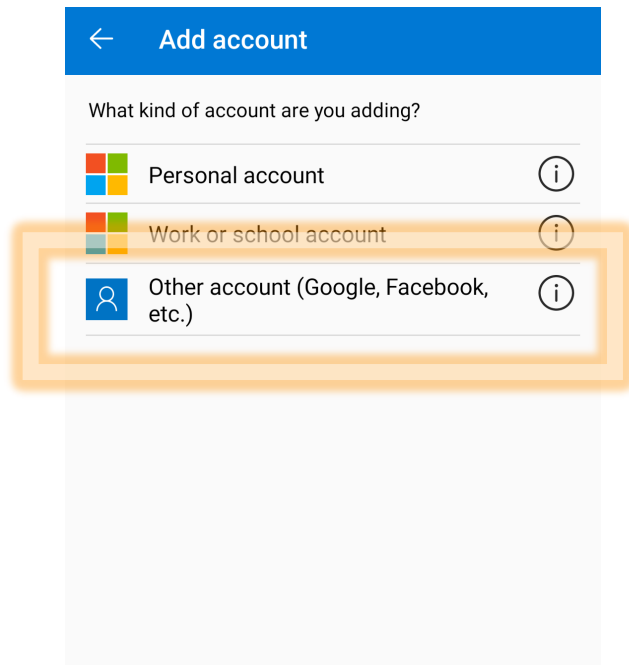 Add account
What kind of account are you adding?
Personal account
Work or school account
Other account (Google, Facebook,
etc.)